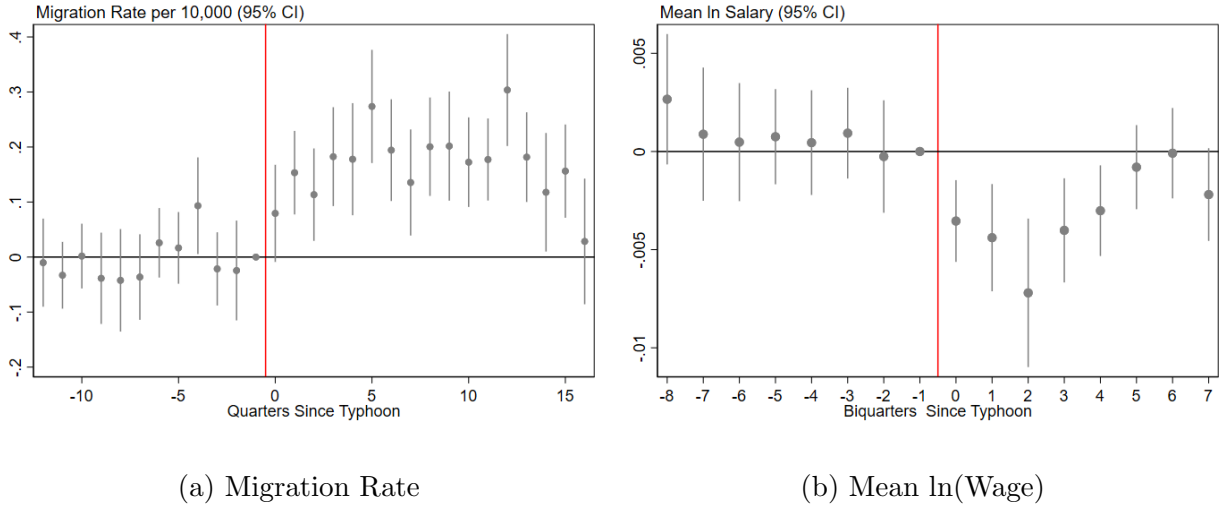 Migration Rate per 10,000 (95% CI)
.4
.3
.2
.1
0
-.1
-.2
-10 -5 0 5 10 15
Quarters Since Typhoon
(a) Migration Rate
Mean ln Salary (95% CI)
.005
0
-.005
-.01
-8 -7 -6 -5 -4 -3 -2 -1 0 1 2 3 4 5 6 7
Biquarters Since Typhoon
(b) Mean ln(Wage)